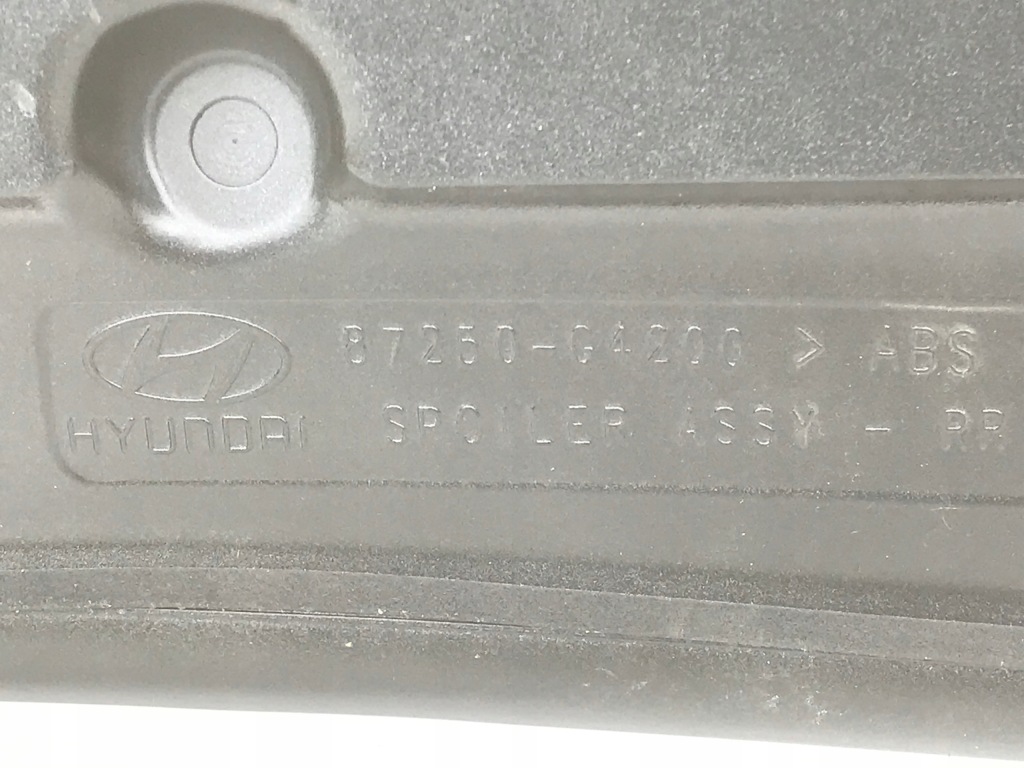 87250-G4200 > ABS
HYUNDAI SPOILER ASSY - RR